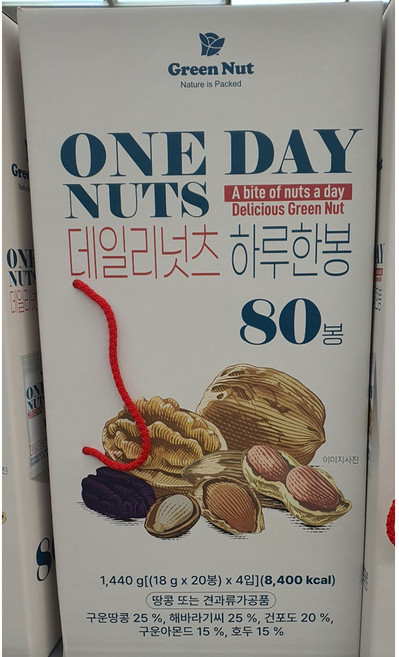 Green Nut
Nature is Packed
ONE DAY
NUTS
A bite of nuts a day
Delicious Green Nut
데일리넛츠 하루한봉
80봉
이미지사진
1,440 g[(18 g x 20봉) x 4입](8,400 kcal)
땅콩 또는 견과류가공품
구운땅콩 25 %, 해바라기씨 25 %, 건포도 20 %,
구운아몬드 15 %, 호두 15 %